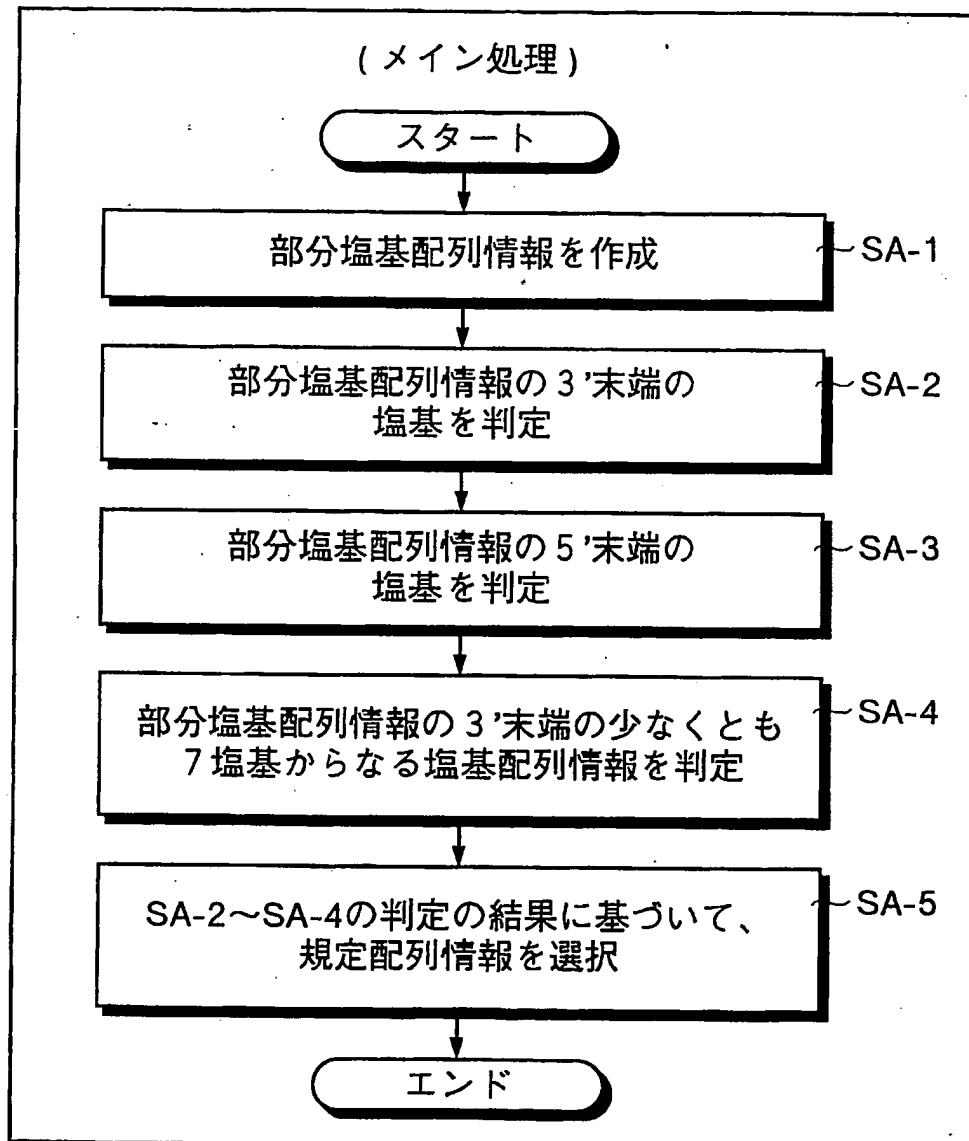 (メイン処理)
スタート
部分塩基配列情報を作成
SA-1
部分塩基配列情報の3'末端の
塩基を判定
SA-2
部分塩基配列情報の5'末端の
塩基を判定
SA-3
部分塩基配列情報の3'末端の少なくとも
7塩基からなる塩基配列情報を判定
SA-4
SA-2~SA-4の判定の結果に基づいて、
規定配列情報を選択
SA-5
エンド